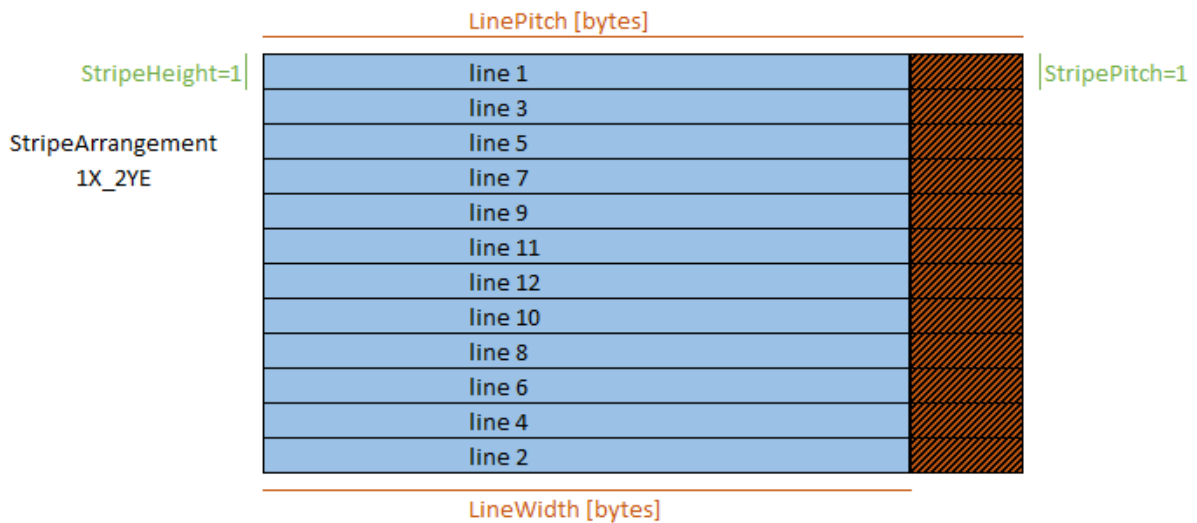 LinePitch [bytes]
StripeHeight=1
line 1
StripePitch=1
line 3
StripeArrangement
1X_2YE
line 5
line 7
line 9
line 11
line 12
line 10
line 8
line 6
line 4
line 2
LineWidth [bytes]